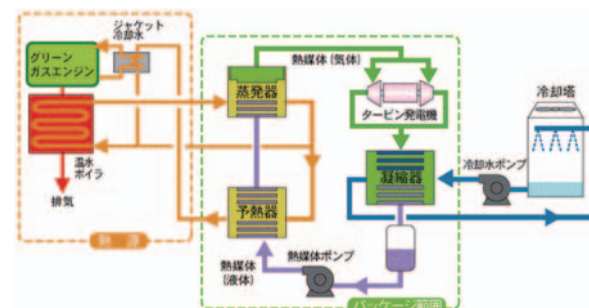 ジャケット
冷却水
グリーン
ガスエンジン
温水
ボイラ
排気
熱源
蒸発器
予熱器
熱媒体(気体)
タービン発電機
凝縮器
熱媒体ポンプ
熱媒体
(液体)
パッケージ範囲
冷却塔
冷却水ポンプ